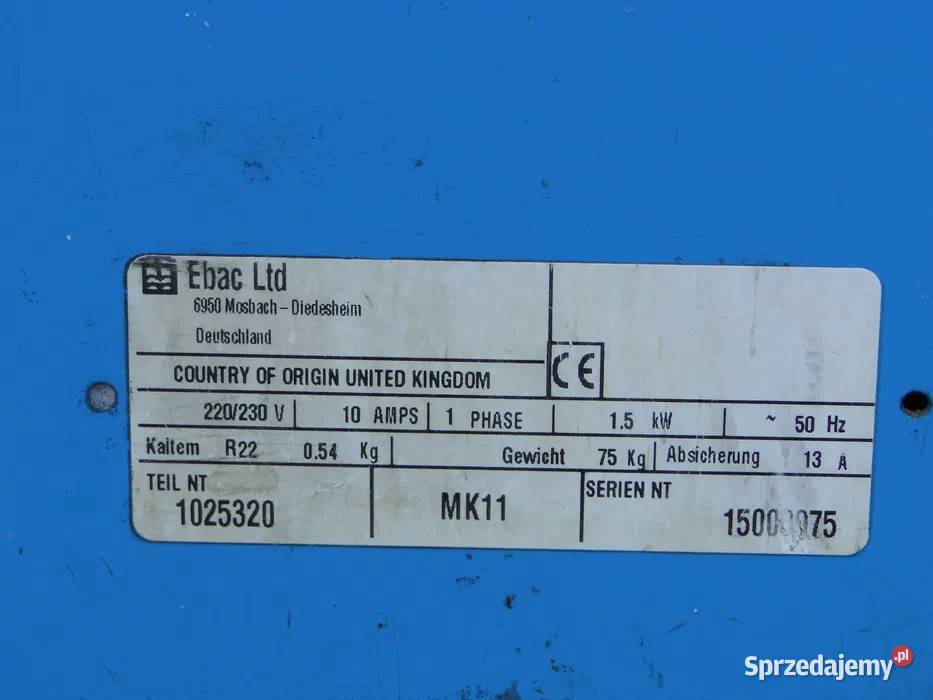 Ebac Ltd
6950 Mosbach – Diedesheim
Deutschland
COUNTRY OF ORIGIN UNITED KINGDOM
CE
220/230 V 10 AMPS 1 PHASE 1.5 kW ~ 50 Hz
Kaltem R22 0.54 Kg Gewicht 75 Kg Absicherung 13 A
TEIL NT
1025320
MK11
SERIEN NT
Sprzedajemy.pl